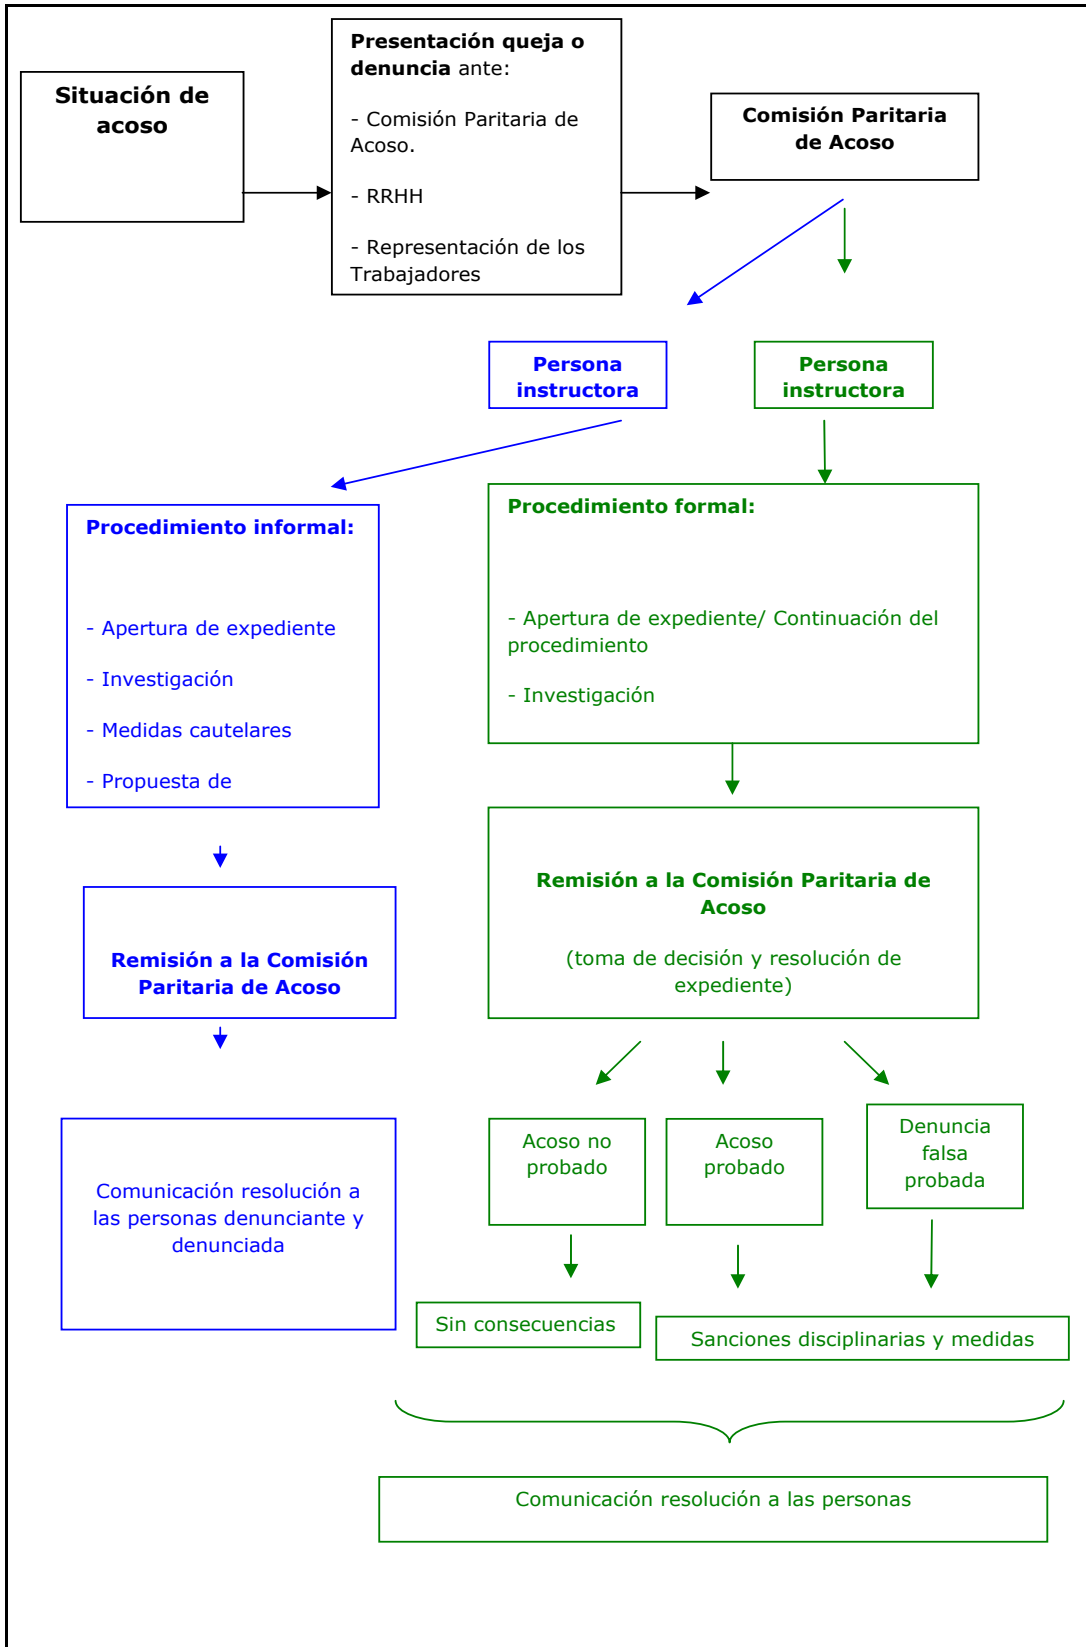 Situación de
acoso
Presentación queja o
denuncia ante:
- Comisión Paritaria de
Acoso.
- RRHH
- Representación de los
Trabajadores
Comisión Paritaria
de Acoso
Persona
instructora
Persona
instructora
Procedimiento informal:
- Apertura de expediente
- Investigación
- Medidas cautelares
- Propuesta de
Procedimiento formal:
- Apertura de expediente/ Continuación del
procedimiento
- Investigación
Remisión a la Comisión
Paritaria de Acoso
Remisión a la Comisión Paritaria de
Acoso
(toma de decisión y resolución de
expediente)
Comunicación resolución a
las personas denunciante y
denunciada
Acoso no
probado
Acoso
probado
Denuncia
falsa
probada
Sin consecuencias
Sanciones disciplinarias y medidas
Comunicación resolución a las personas